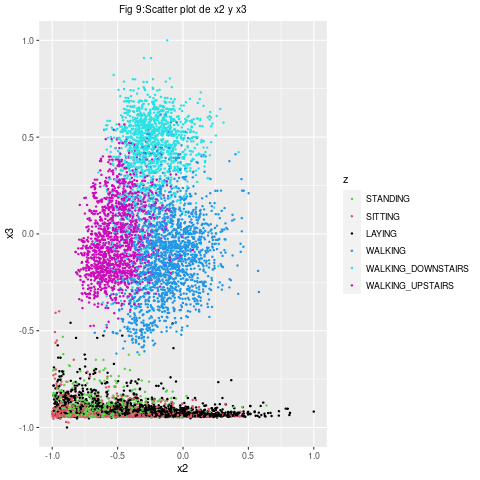 Fig 9:Scatter plot de x2 y x3
1.0
0.5
0.0
-0.5
-1.0
x3
-1.0 -0.5 0.0 0.5 1.0
x2
z
STANDING
SITTING
LAYING
WALKING
WALKING_DOWNSTAIRS
WALKING_UPSTAIRS